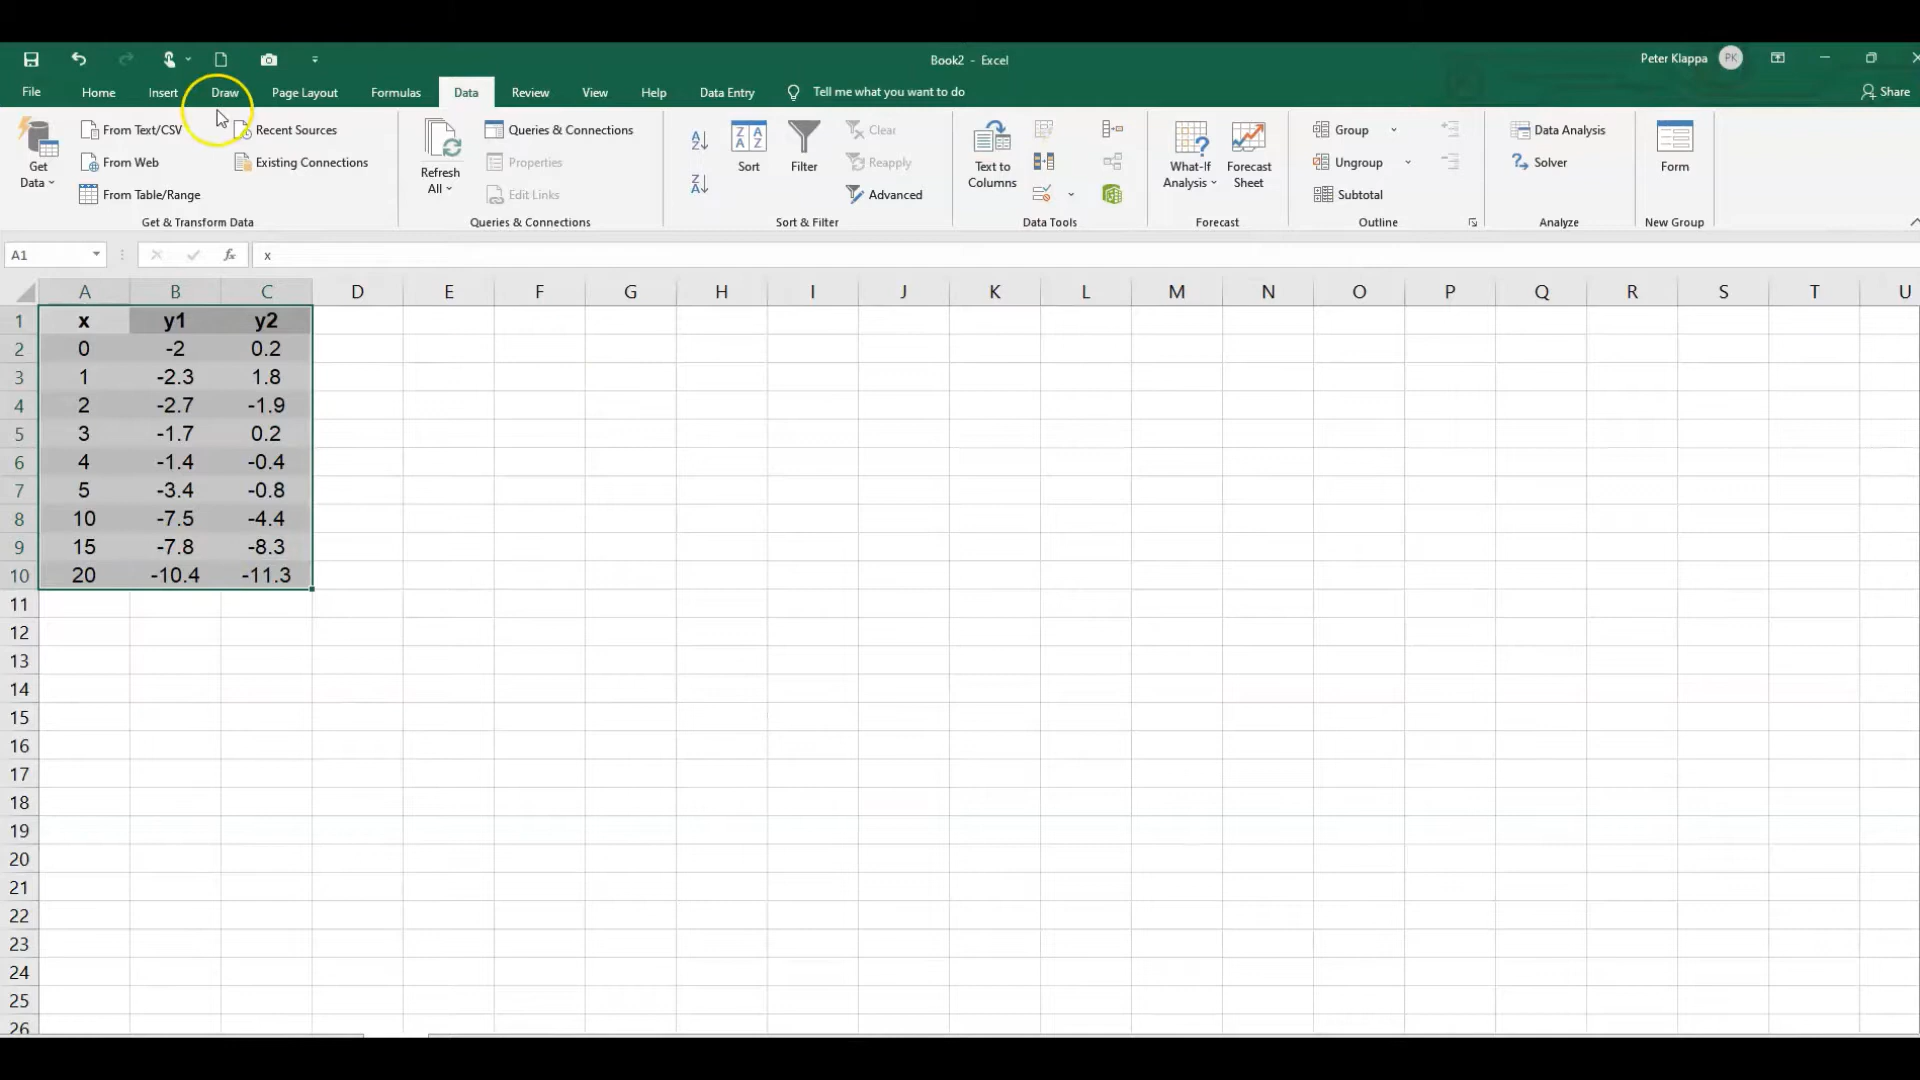 Book2 - Excel
Peter Klappa PK
File Home Insert Draw Page Layout Formulas Data Review View Help Data Entry Tell me what you want to do Share
Get Data
From Text/CSV
From Web
From Table/Range
Recent Sources
Existing Connections
Get & Transform Data
Refresh All
Queries & Connections
Properties
Edit Links
Queries & Connections
Sort
Filter
Clear
Reapply
Advanced
Sort & Filter
Text to Columns
Data Tools
What-If Analysis
Forecast Sheet
Forecast
Group
Ungroup
Subtotal
Outline
Data Analysis
Solver
Analyze
Form
New Group
A1 fx x
A B C D E F G H I J K L M N O P Q R S T U
1 x y1 y2
2 0 -2 0.2
3 1 -2.3 1.8
4 2 -2.7 -1.9
5 3 -1.7 0.2
6 4 -1.4 -0.4
7 5 -3.4 -0.8
8 10 -7.5 -4.4
9 15 -7.8 -8.3
10 20 -10.4 -11.3
11
12
13
14
15
16
17
18
19
20
21
22
23
24
25
26